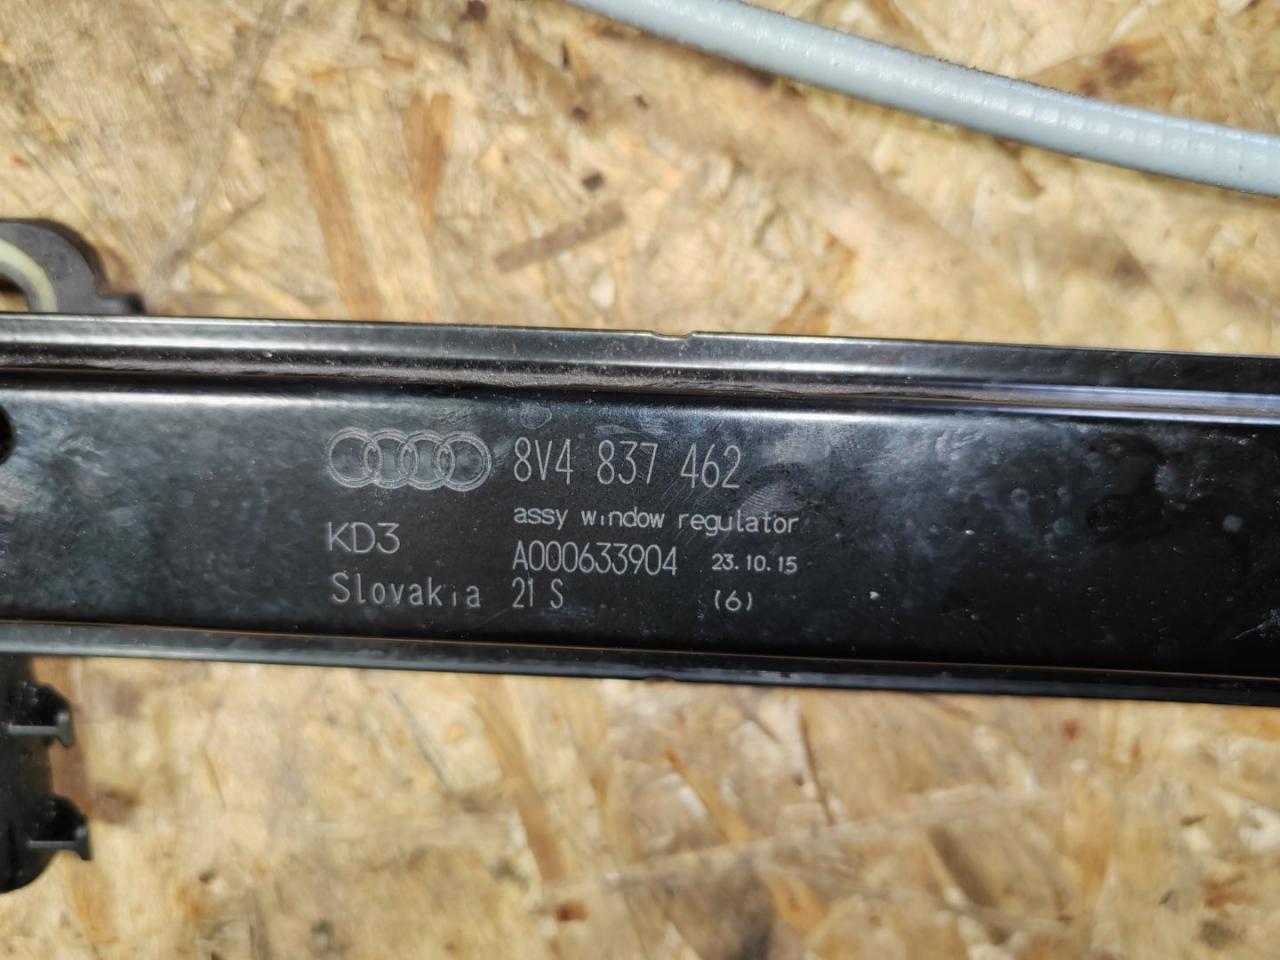 8V4 837 462
assy window regulator
KD3 A000633904 23.10.15
Slovakia 21 S (6)